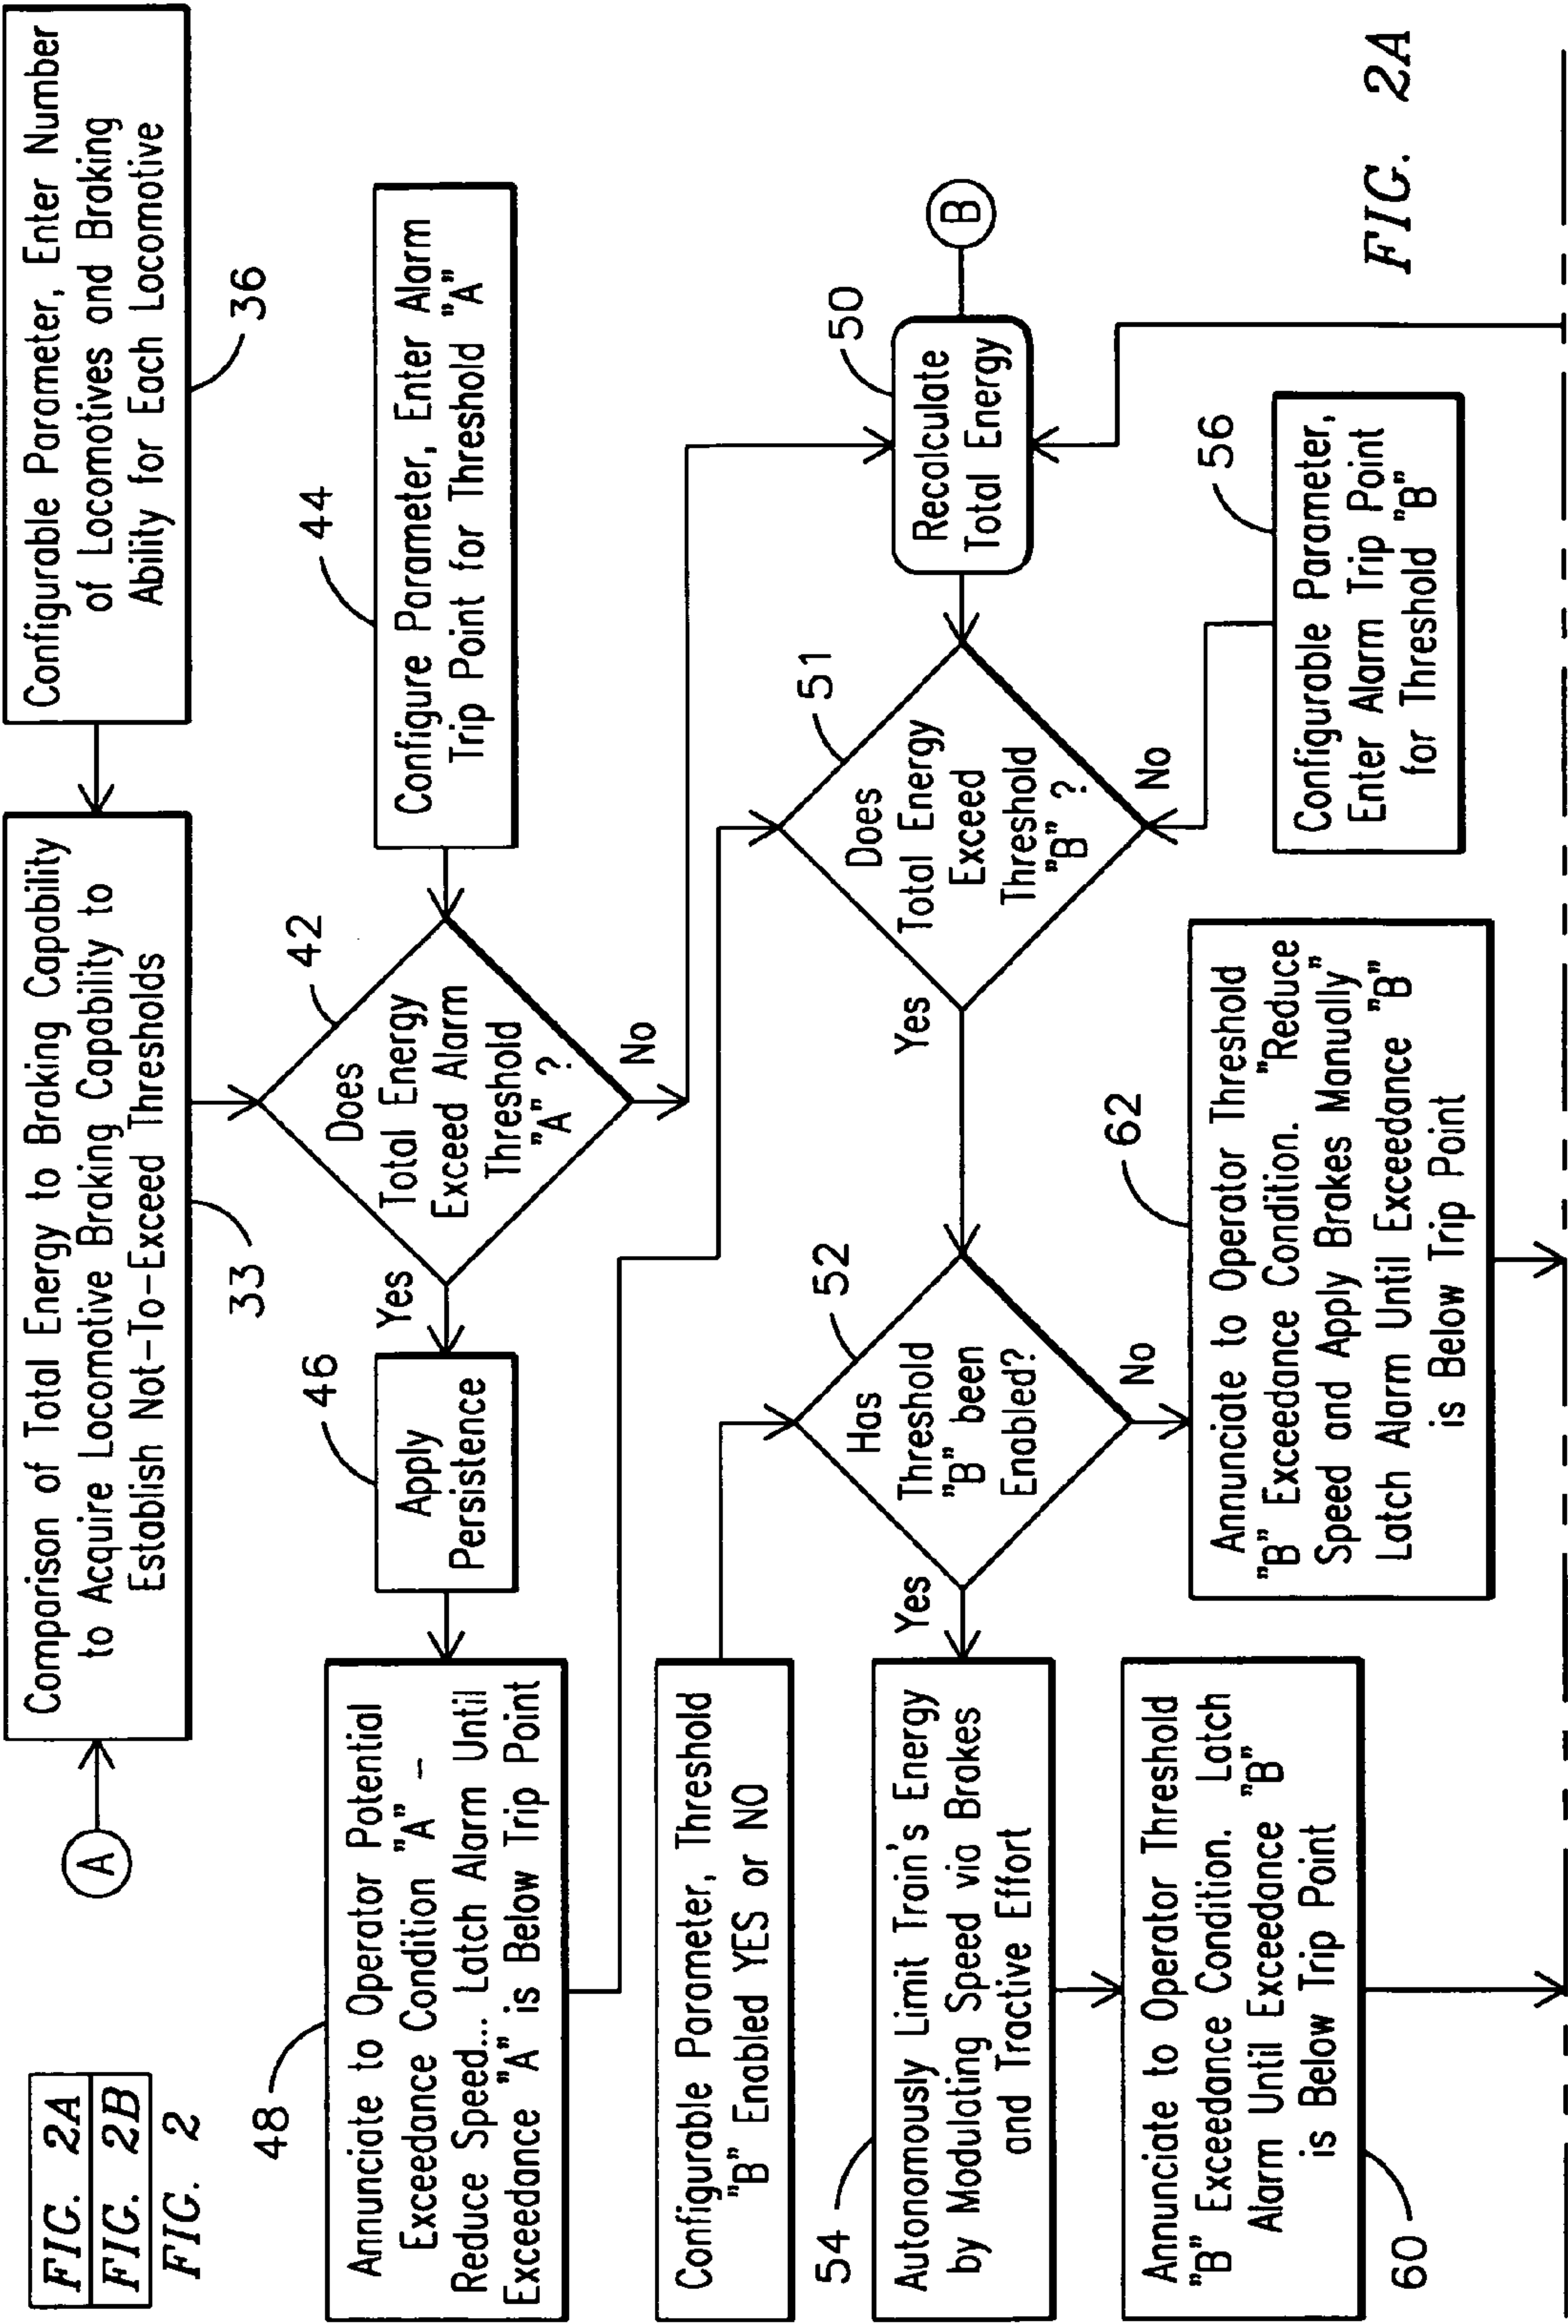 FIG. 2A
FIG. 2B
FIG. 2
A
Comparison of Total Energy to Braking Capability
to Acquire Locomotive Braking Capability to
Establish Not-To-Exceed Thresholds
33
Configurable Parameter, Enter Number
of Locomotives and Braking
Ability for Each Locomotive
36
48
Annunciate to Operator Potential
Exceedance Condition "A" –
Reduce Speed... Latch Alarm Until
Exceedance "A" is Below Trip Point
46
Apply
Persistence
Yes
42
Does
Total Energy
Exceed Alarm
Threshold
"A" ?
No
44
Configure Parameter, Enter Alarm
Trip Point for Threshold "A"
Configurable Parameter, Threshold
"B" Enabled YES or NO
54
Autonomously Limit Train's Energy
by Modulating Speed via Brakes
and Tractive Effort
Yes
52
Has
Threshold
"B" been
Enabled?
No
Yes
51
Does
Total Energy
Exceed
Threshold
"B" ?
No
50
Recalculate
Total Energy
B
Annunciate to Operator Threshold
"B" Exceedance Condition. Latch
Alarm Until Exceedance "B"
is Below Trip Point
60
62
Annunciate to Operator Threshold
"B" Exceedance Condition. "Reduce
Speed and Apply Brakes Manually"
Latch Alarm Until Exceedance "B"
is Below Trip Point
56
Configurable Parameter,
Enter Alarm Trip Point
for Threshold "B"
FIG. 2A